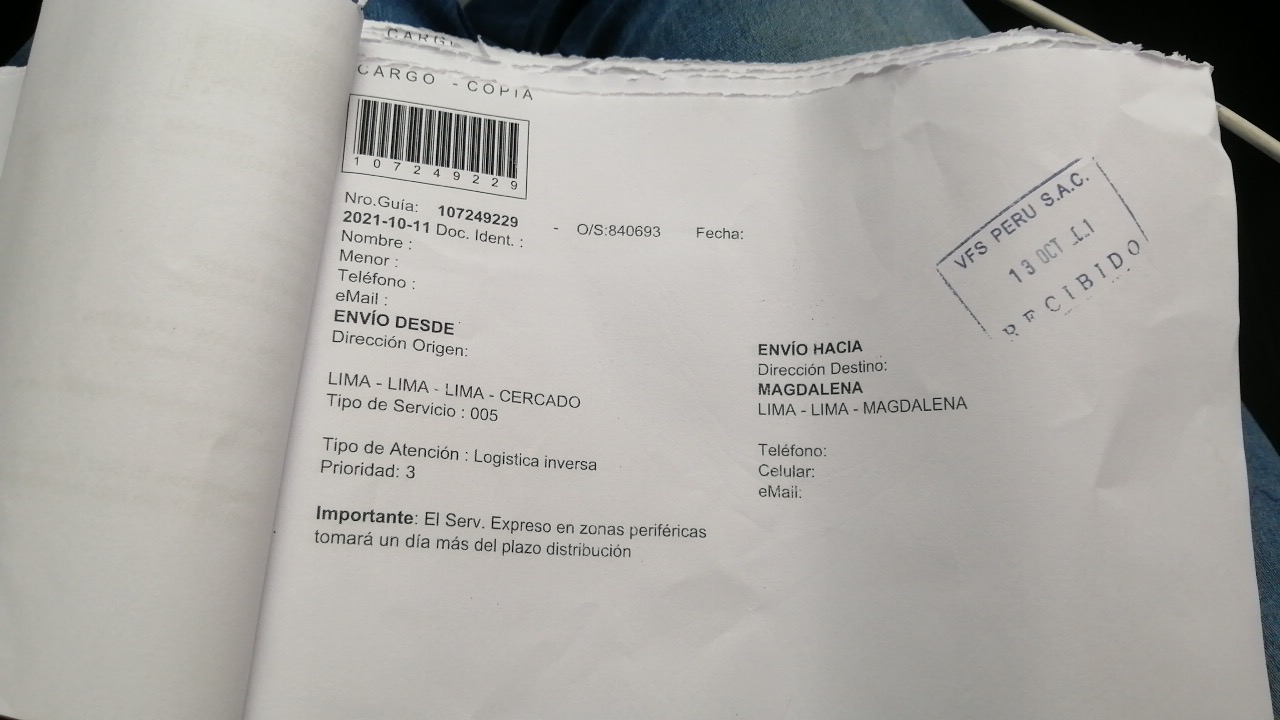 CARGO
CARGO - COPIA
107249229
Nro.Guía: 107249229 - O/S:840693 Fecha:
2021-10-11 Doc. Ident. :
Nombre :
Menor :
Teléfono :
eMail :
ENVÍO DESDE
Dirección Origen:
LIMA - LIMA - LIMA - CERCADO
Tipo de Servicio : 005
Tipo de Atención : Logistica inversa
Prioridad: 3
Importante: El Serv. Expreso en zonas periféricas
tomará un día más del plazo distribución
ENVÍO HACIA
Dirección Destino:
MAGDALENA
LIMA - LIMA - MAGDALENA
Teléfono:
Celular:
eMail:
VFS PERU S.A.C.
13 OCT
RECIBIDO